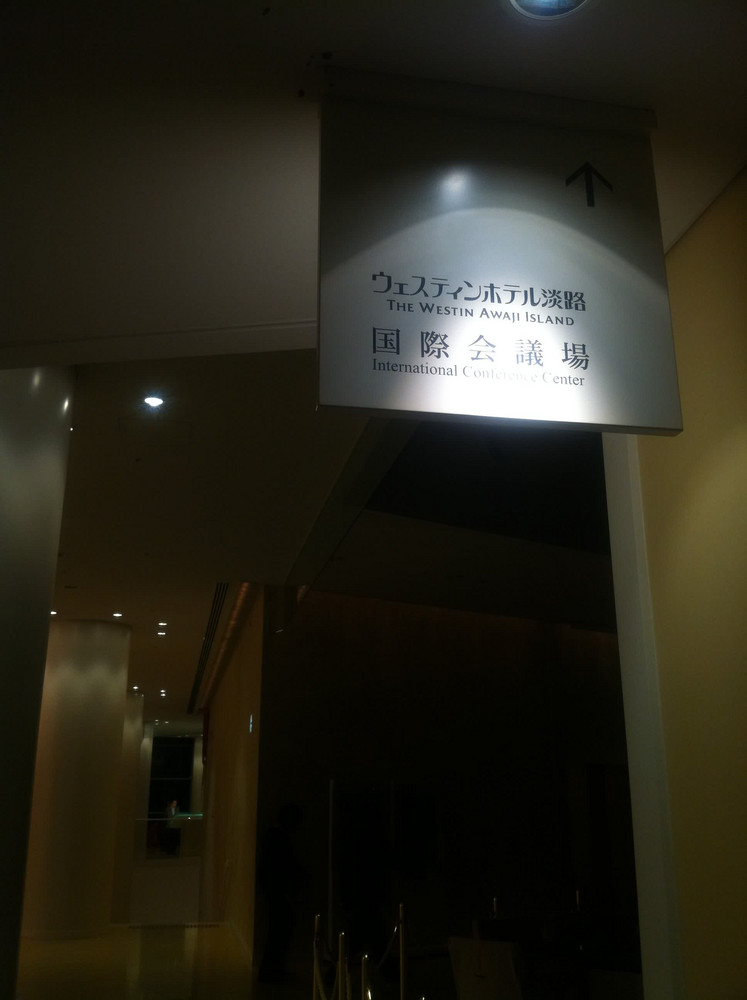 ウェスティンホテル淡路
THE WESTIN AWAJI ISLAND
国際会議場
International Conference Center